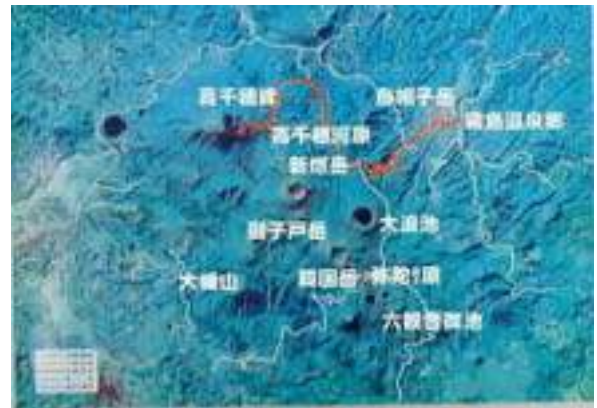 高千穂峰
烏帽子岳
霧島温泉郷
高千穂河原
新燃岳
獅子戸岳
大浪池
大幡山
韓国岳
六観音御池